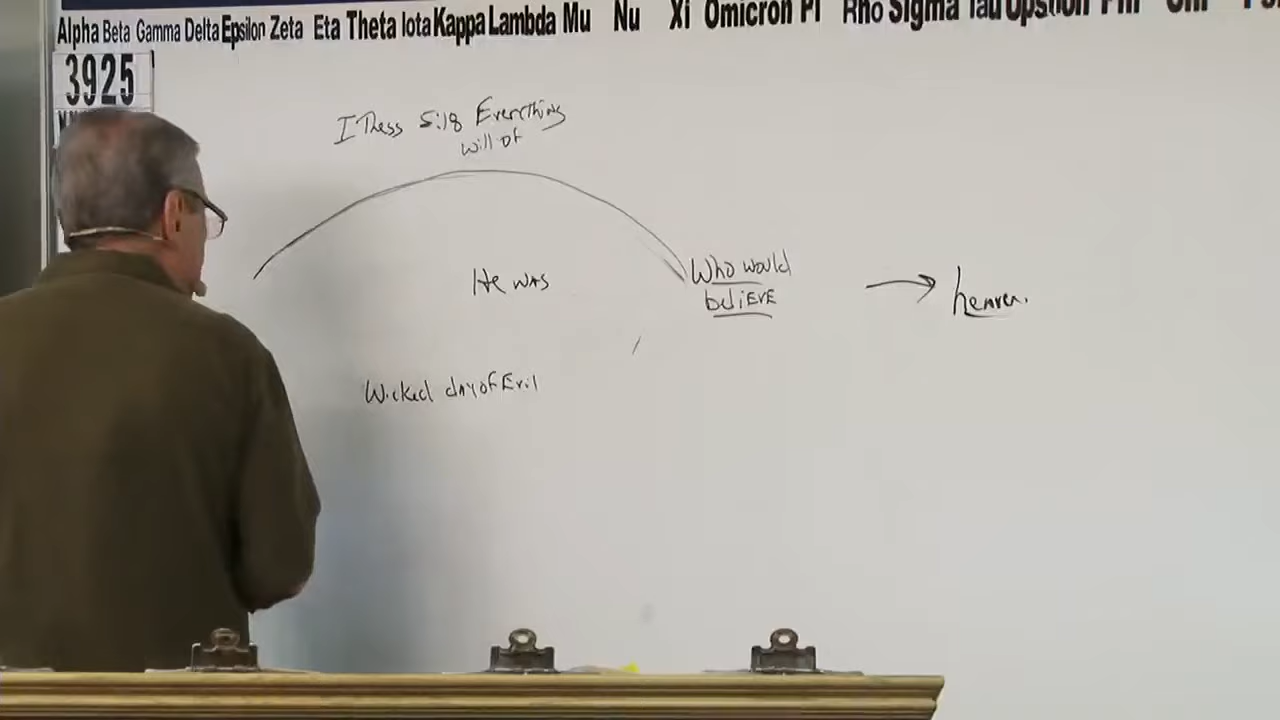 Alpha Beta Gamma Delta Epsilon Zeta Eta Theta Iota Kappa Lambda Mu Nu Xi Omicron Pi Rho Sigma Tau Upsilon Phi Chi
3925
I Thess 5:18 Everything
will of
He was
Who would
believe
heaven.
Wicked day of Evil